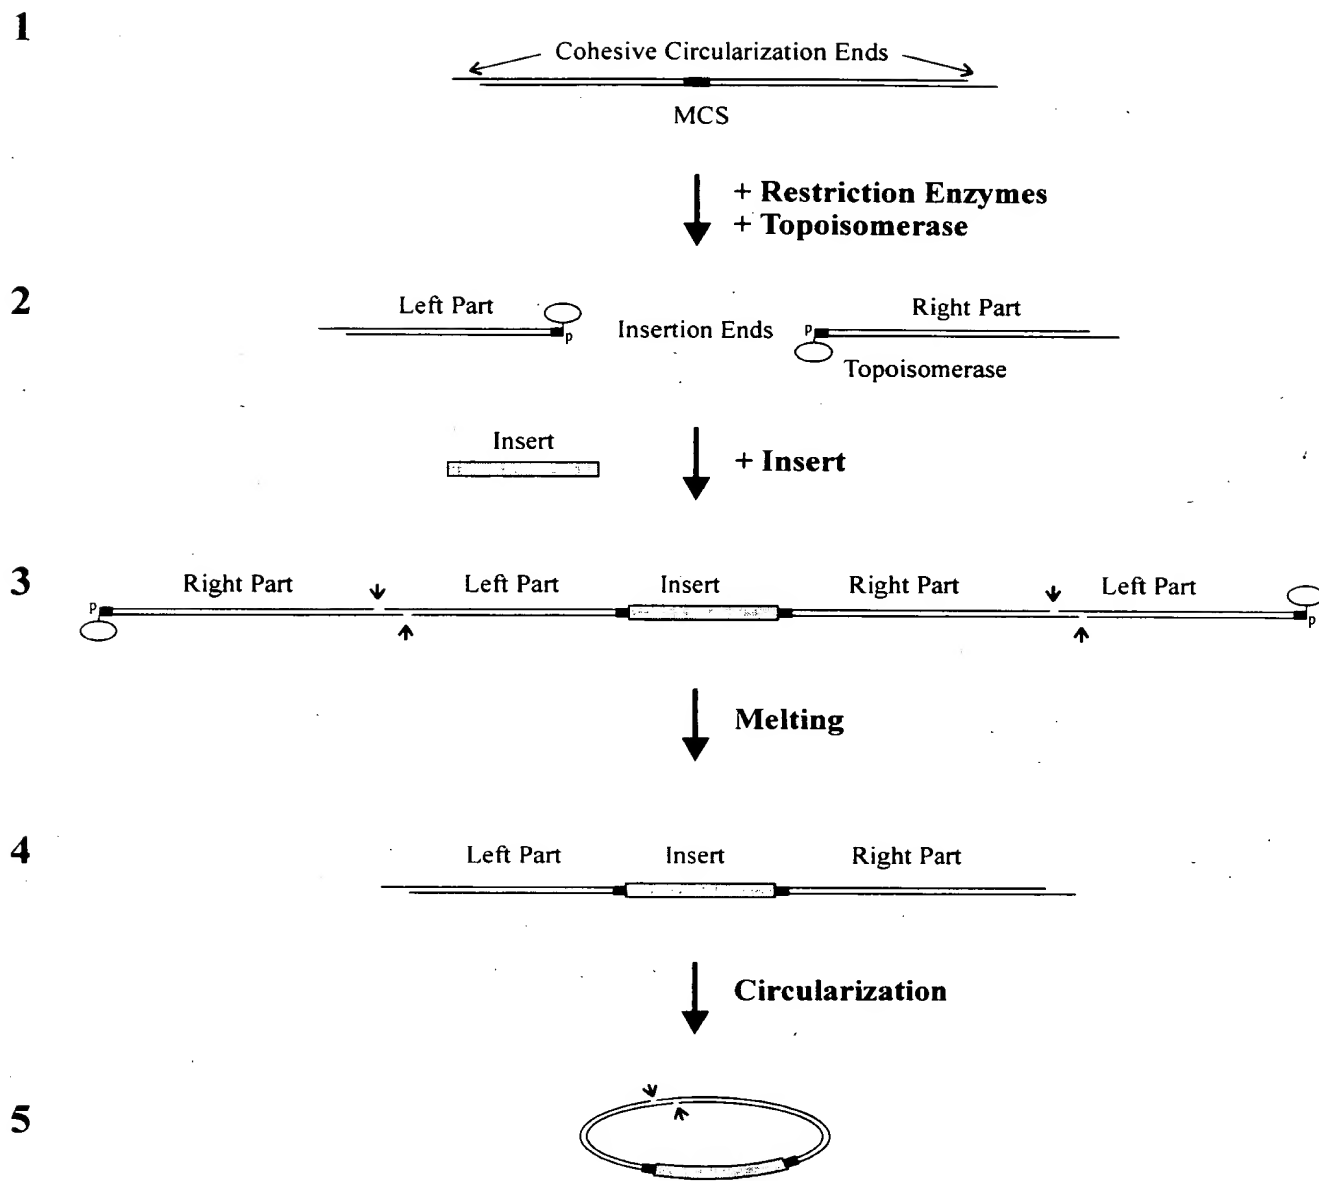 1
Cohesive Circularization Ends
MCS
+ Restriction Enzymes
+ Topoisomerase
2
Left Part
Right Part
p
Insertion Ends
p
Topoisomerase
Insert
+ Insert
3
Right Part
Left Part
Insert
Right Part
Left Part
p
p
Melting
4
Left Part
Insert
Right Part
Circularization
5